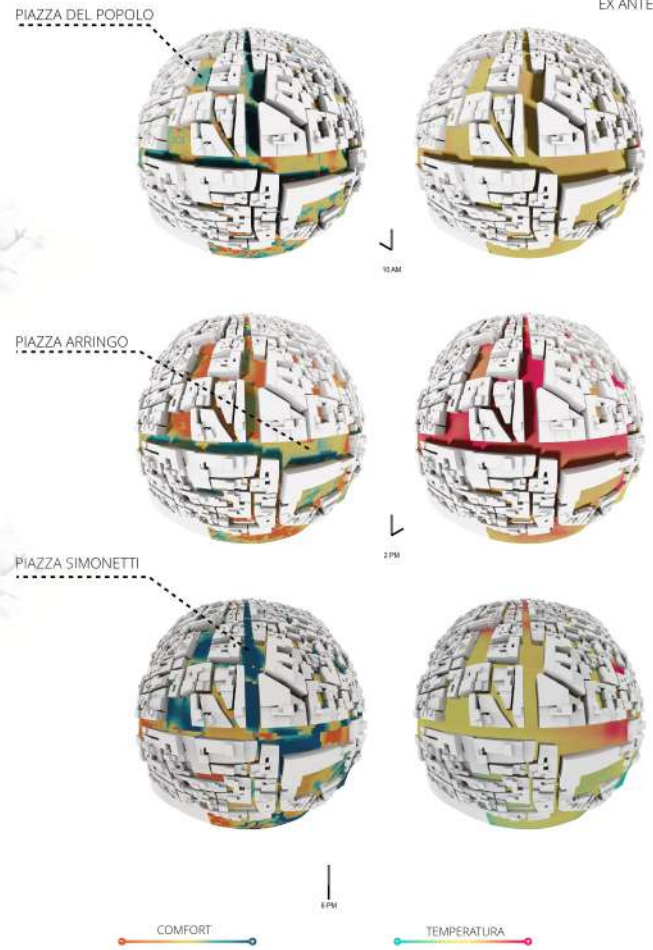 EX ANTE
PIAZZA DEL POPOLO
10 AM
PIAZZA ARRINGO
2 PM
PIAZZA SIMONETTI
6 PM
COMFORT
TEMPERATURA